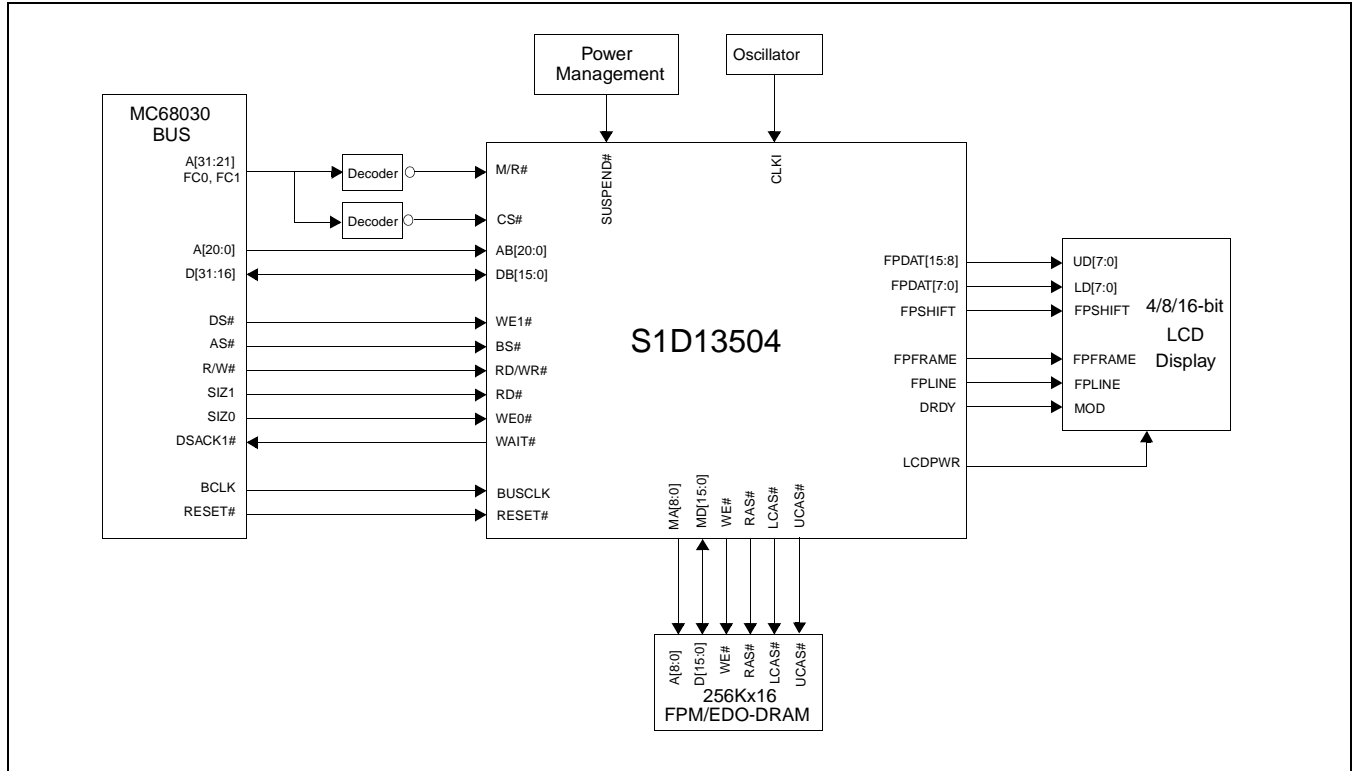 Power
Management
Oscillator
MC68030
BUS
A[31:21]
FC0, FC1
A[20:0]
D[31:16]
DS#
AS#
R/W#
SIZ1
SIZ0
DSACK1#
BCLK
RESET#
Decoder
Decoder
SUSPEND#
CLKI
M/R#
CS#
AB[20:0]
DB[15:0]
WE1#
BS#
RD/WR#
RD#
WE0#
WAIT#
BUSCLK
RESET#
S1D13504
FPDAT[15:8]
FPDAT[7:0]
FPSHIFT
FPFRAME
FPLINE
DRDY
LCDPWR
UD[7:0]
LD[7:0]
FPSHIFT
FPFRAME
FPLINE
MOD
4/8/16-bit
LCD
Display
MA[8:0]
MD[15:0]
WE#
RAS#
LCAS#
UCAS#
A[8:0]
D[15:0]
WE#
RAS#
LCAS#
UCAS#
256Kx16
FPM/EDO-DRAM